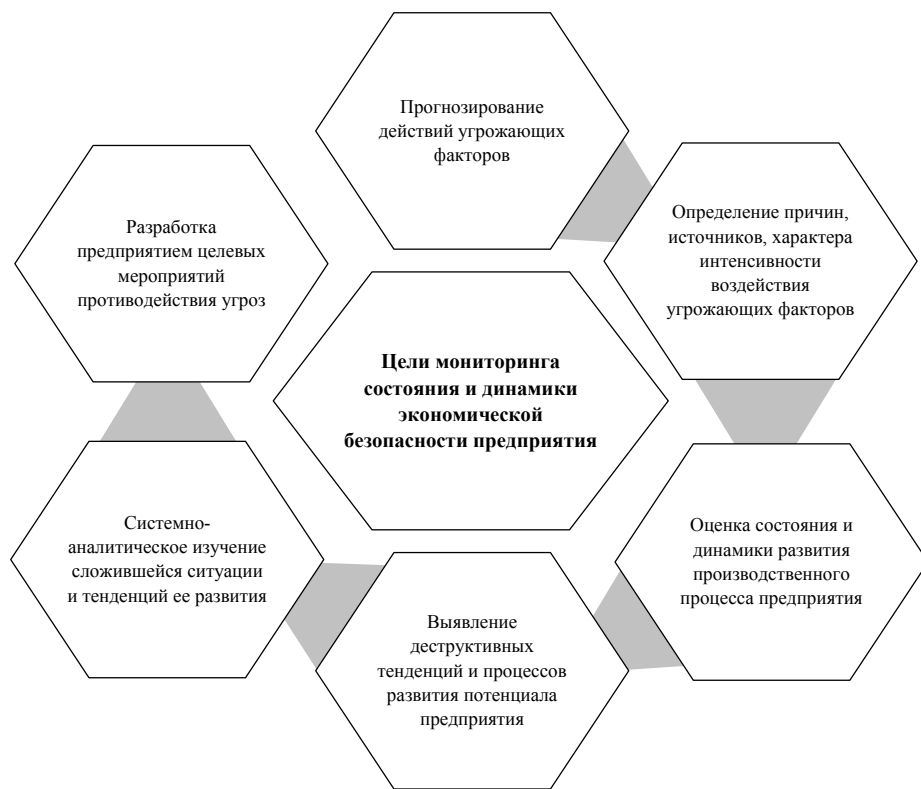 Прогнозирование
действий угрожающих
факторов
Определение причин,
источников, характера
интенсивности
воздействия
угрожающих факторов
Разработка
предприятием целевых
мероприятий
противодействия угроз
Цели мониторинга
состояния и динамики
экономической
безопасности предприятия
Оценка состояния и
динамики развития
производственного
процесса предприятия
Системно-
аналитическое изучение
сложившейся ситуации
и тенденций ее развития
Выявление
деструктивных
тенденций и процессов
развития потенциала
предприятия